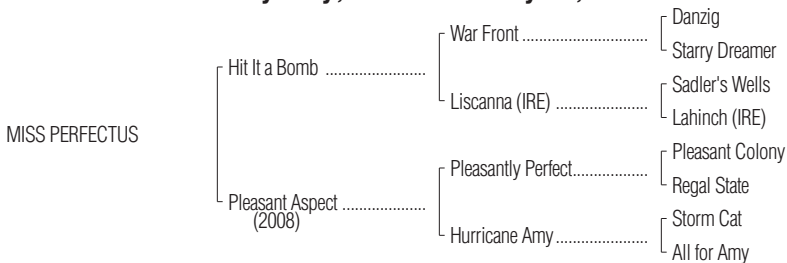 Danzig
War Front ........................
Starry Dreamer
Hit It a Bomb ........................
Sadler's Wells
Liscanna (IRE) ......................
Lahinch (IRE)
MISS PERFECTUS
Pleasant Colony
Pleasantly Perfect..................
Regal State
Pleasant Aspect ....................
(2008)
Storm Cat
Hurricane Amy......................
All for Amy